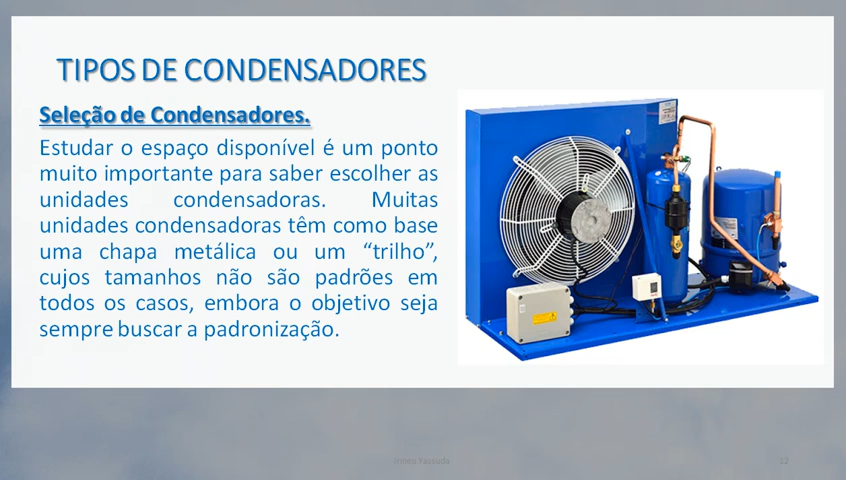 TIPOS DE CONDENSADORES
Seleção de Condensadores.
Estudar o espaço disponível é um ponto
muito importante para saber escolher as
unidades condensadoras. Muitas
unidades condensadoras têm como base
uma chapa metálica ou um “trilho”,
cujos tamanhos não são padrões em
todos os casos, embora o objetivo seja
sempre buscar a padronização.
12